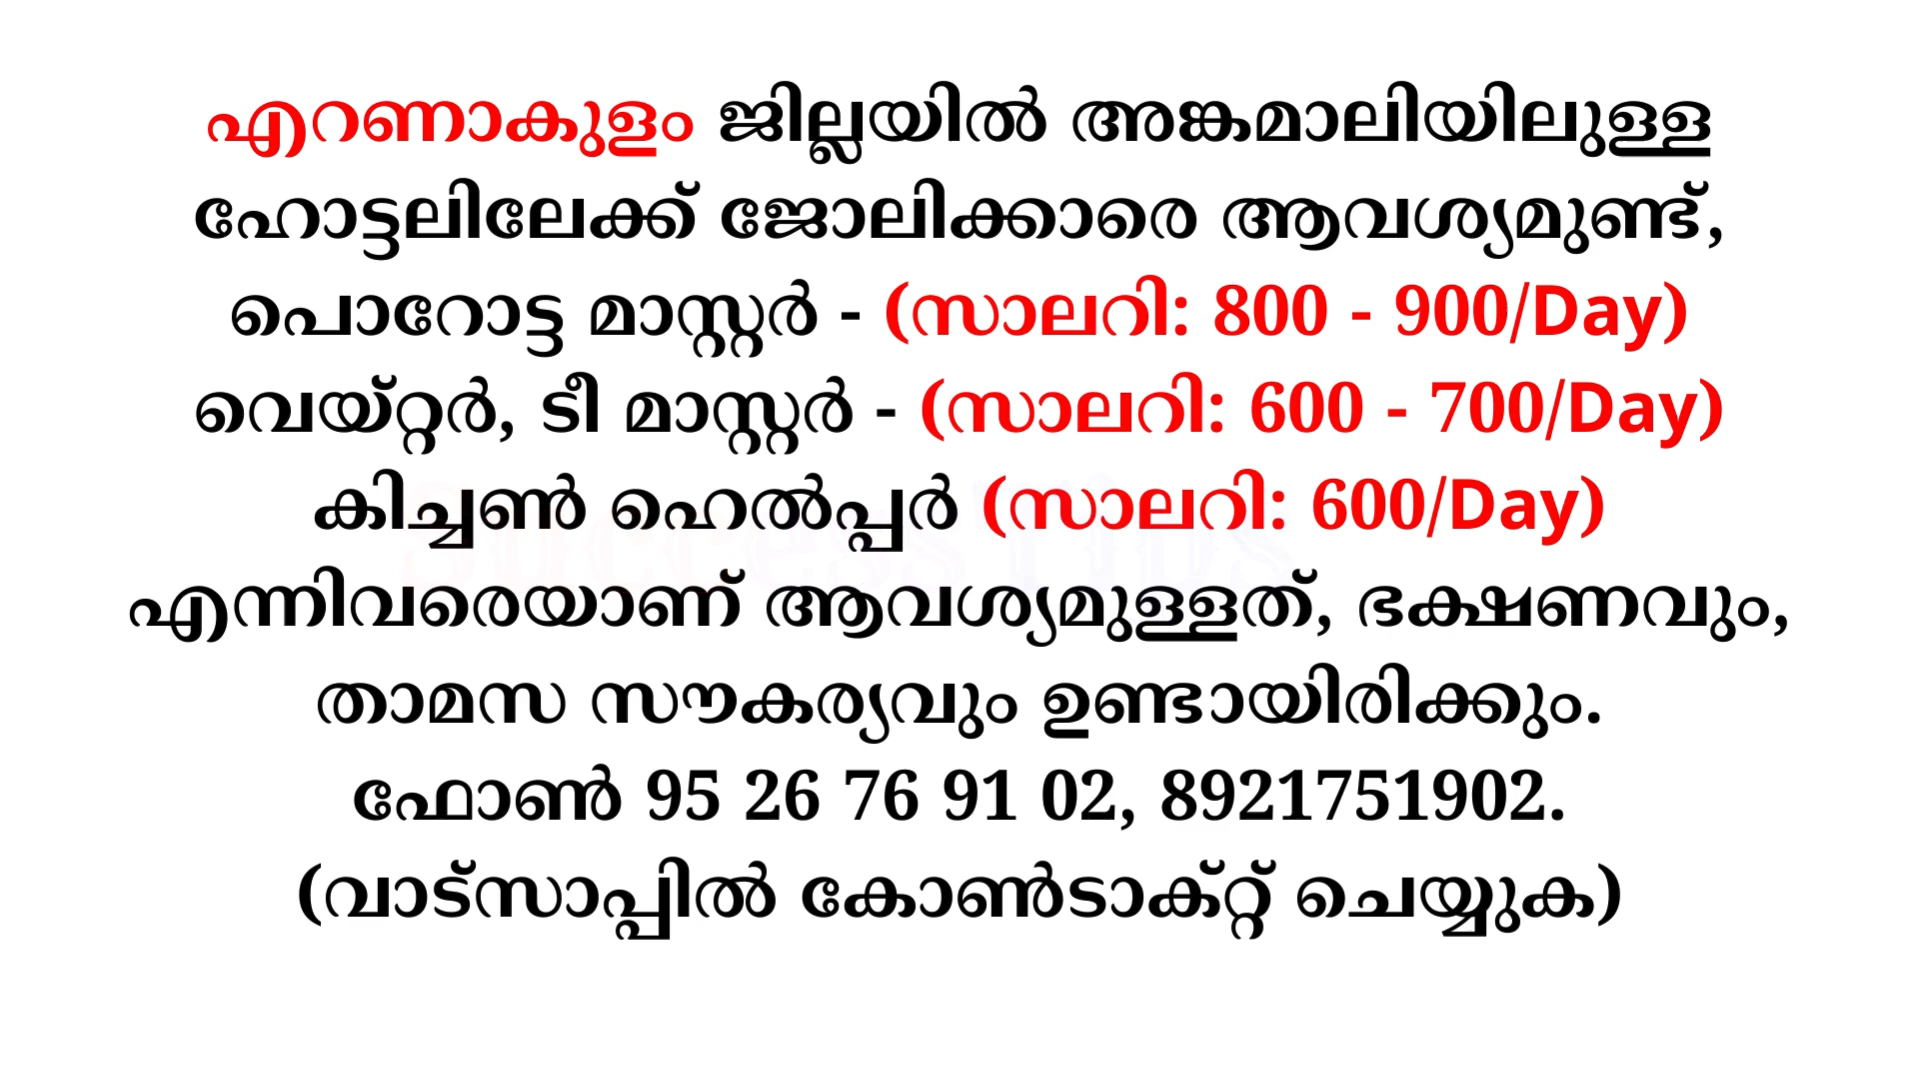 എറണാകുളം ജില്ലയിൽ അങ്കമാലിയിലുള്ള
ഹോട്ടലിലേക്ക് ജോലിക്കാരെ ആവശ്യമുണ്ട്,
പൊറോട്ട മാസ്റ്റർ - (സാലറി: 800 - 900/Day)
വെയ്റ്റർ, ടീ മാസ്റ്റർ - (സാലറി: 600 - 700/Day)
കിച്ചൺ ഹെൽപ്പർ (സാലറി: 600/Day)
എന്നിവരെയാണ് ആവശ്യമുള്ളത്, ഭക്ഷണവും,
താമസ സൗകര്യവും ഉണ്ടായിരിക്കും.
ഫോൺ 95 26 76 91 02, 8921751902.
(വാട്സാപ്പിൽ കോൺടാക്റ്റ് ചെയ്യുക)